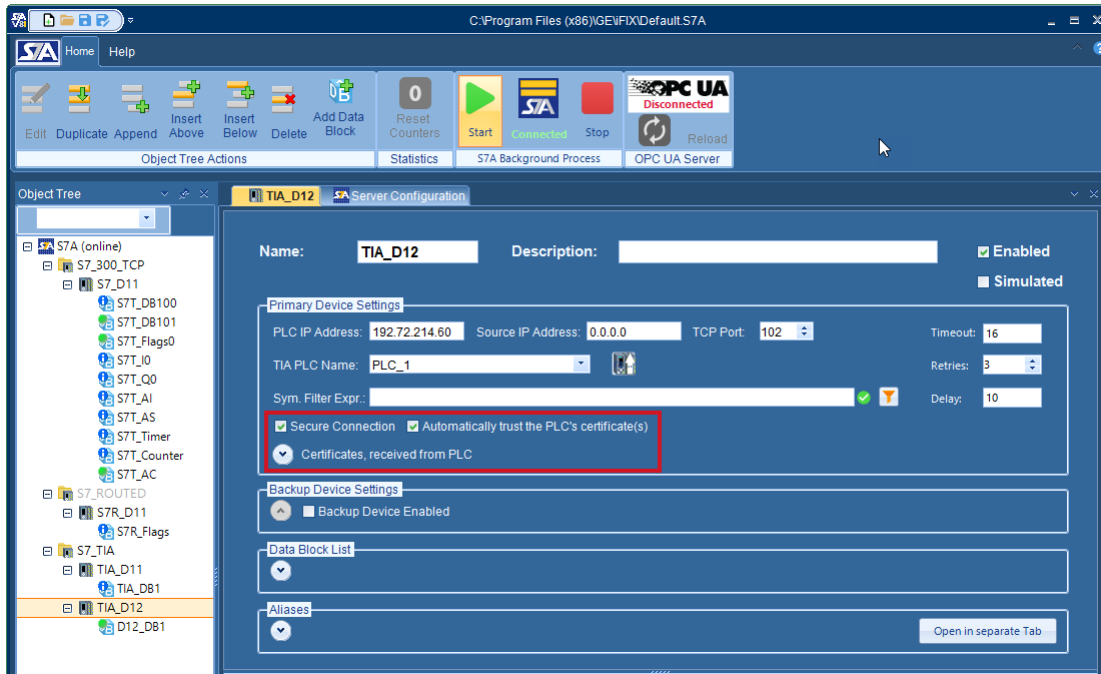 C:\Program Files (x86)\GE\iFIX\Default.S7A
S7A Home Help
Edit Duplicate Append Insert Above Insert Below Delete Add Data Block
0 Reset Counters
Start S7A Connected Stop
OPC UA
Disconnected
Reload
Object Tree Actions Statistics S7A Background Process OPC UA Server
Object Tree
TIA_D12 Server Configuration
S7A (online)
S7_300_TCP
S7_D11
S7T_DB100
S7T_DB101
S7T_Flags0
S7T_I0
S7T_Q0
S7T_AI
S7T_AS
S7T_Timer
S7T_Counter
S7T_AC
S7_ROUTED
S7R_D11
S7R_Flags
S7_TIA
TIA_D11
TIA_DB1
TIA_D12
D12_DB1
Name: TIA_D12 Description: Enabled
Simulated
Primary Device Settings
PLC IP Address: 192.72.214.60 Source IP Address: 0.0.0.0 TCP Port: 102 Timeout: 16
TIA PLC Name: PLC_1 Retries: 3
Sym. Filter Expr.: Delay: 10
Secure Connection Automatically trust the PLC's certificate(s)
Certificates, received from PLC
Backup Device Settings
Backup Device Enabled
Data Block List
Aliases
Open in separate Tab